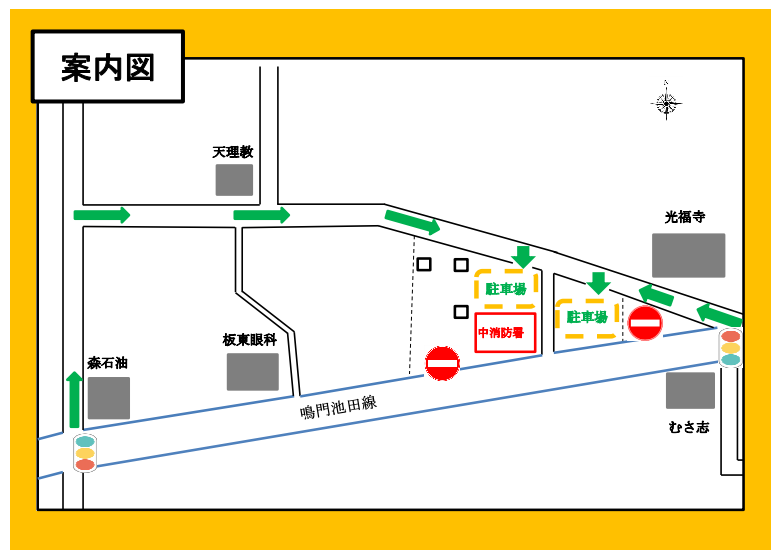 案内図
天理教
光福寺
駐車場
駐車場
中消防署
板東眼科
森石油
鳴門池田線
むさ志